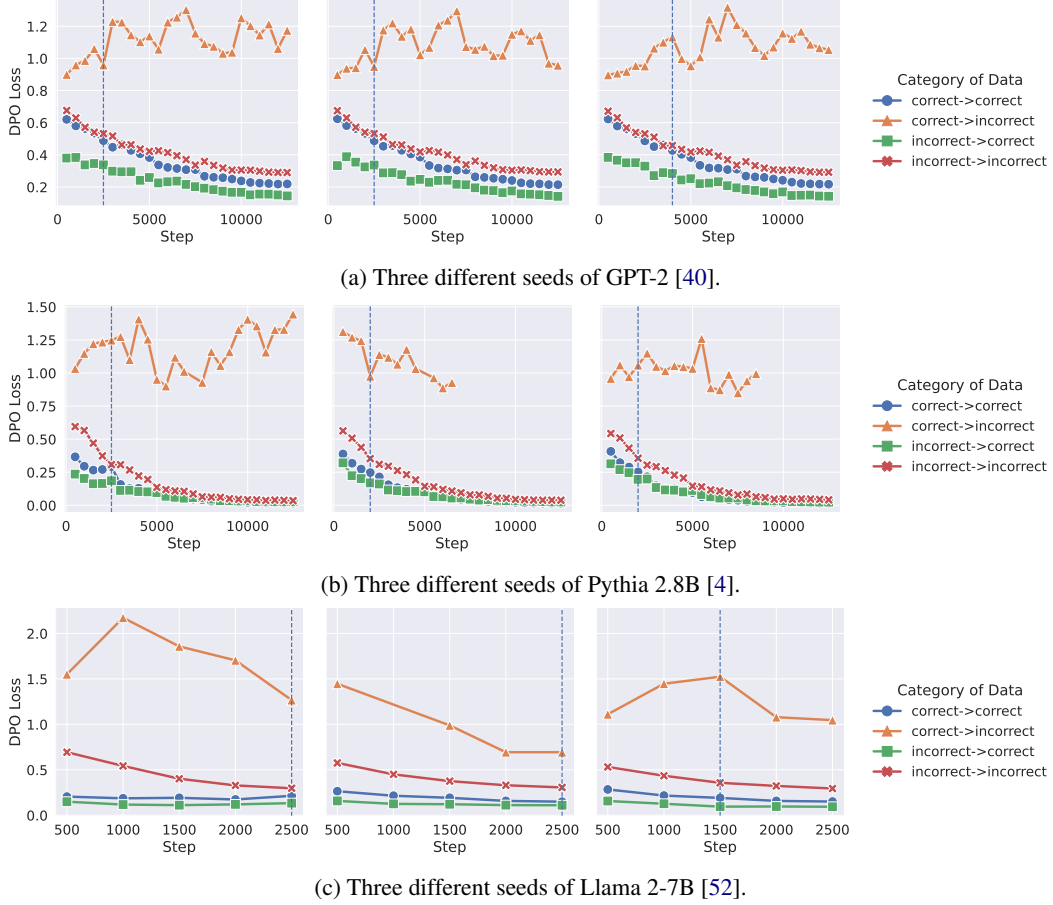 1.2
1.0
0.8
0.6
0.4
0.2
DPO Loss
0 5000 10000
Step
0 5000 10000
Step
0 5000 10000
Step
Category of Data
correct->correct
correct->incorrect
incorrect->correct
incorrect->incorrect
(a) Three different seeds of GPT-2 [40].
1.50
1.25
1.00
0.75
0.50
0.25
0.00
DPO Loss
0 5000 10000
Step
0 5000 10000
Step
0 5000 10000
Step
Category of Data
correct->correct
correct->incorrect
incorrect->correct
incorrect->incorrect
(b) Three different seeds of Pythia 2.8B [4].
2.0
1.5
1.0
0.5
0.0
DPO Loss
500 1000 1500 2000 2500
Step
500 1000 1500 2000 2500
Step
500 1000 1500 2000 2500
Step
Category of Data
correct->correct
correct->incorrect
incorrect->correct
incorrect->incorrect
(c) Three different seeds of Llama 2-7B [52].